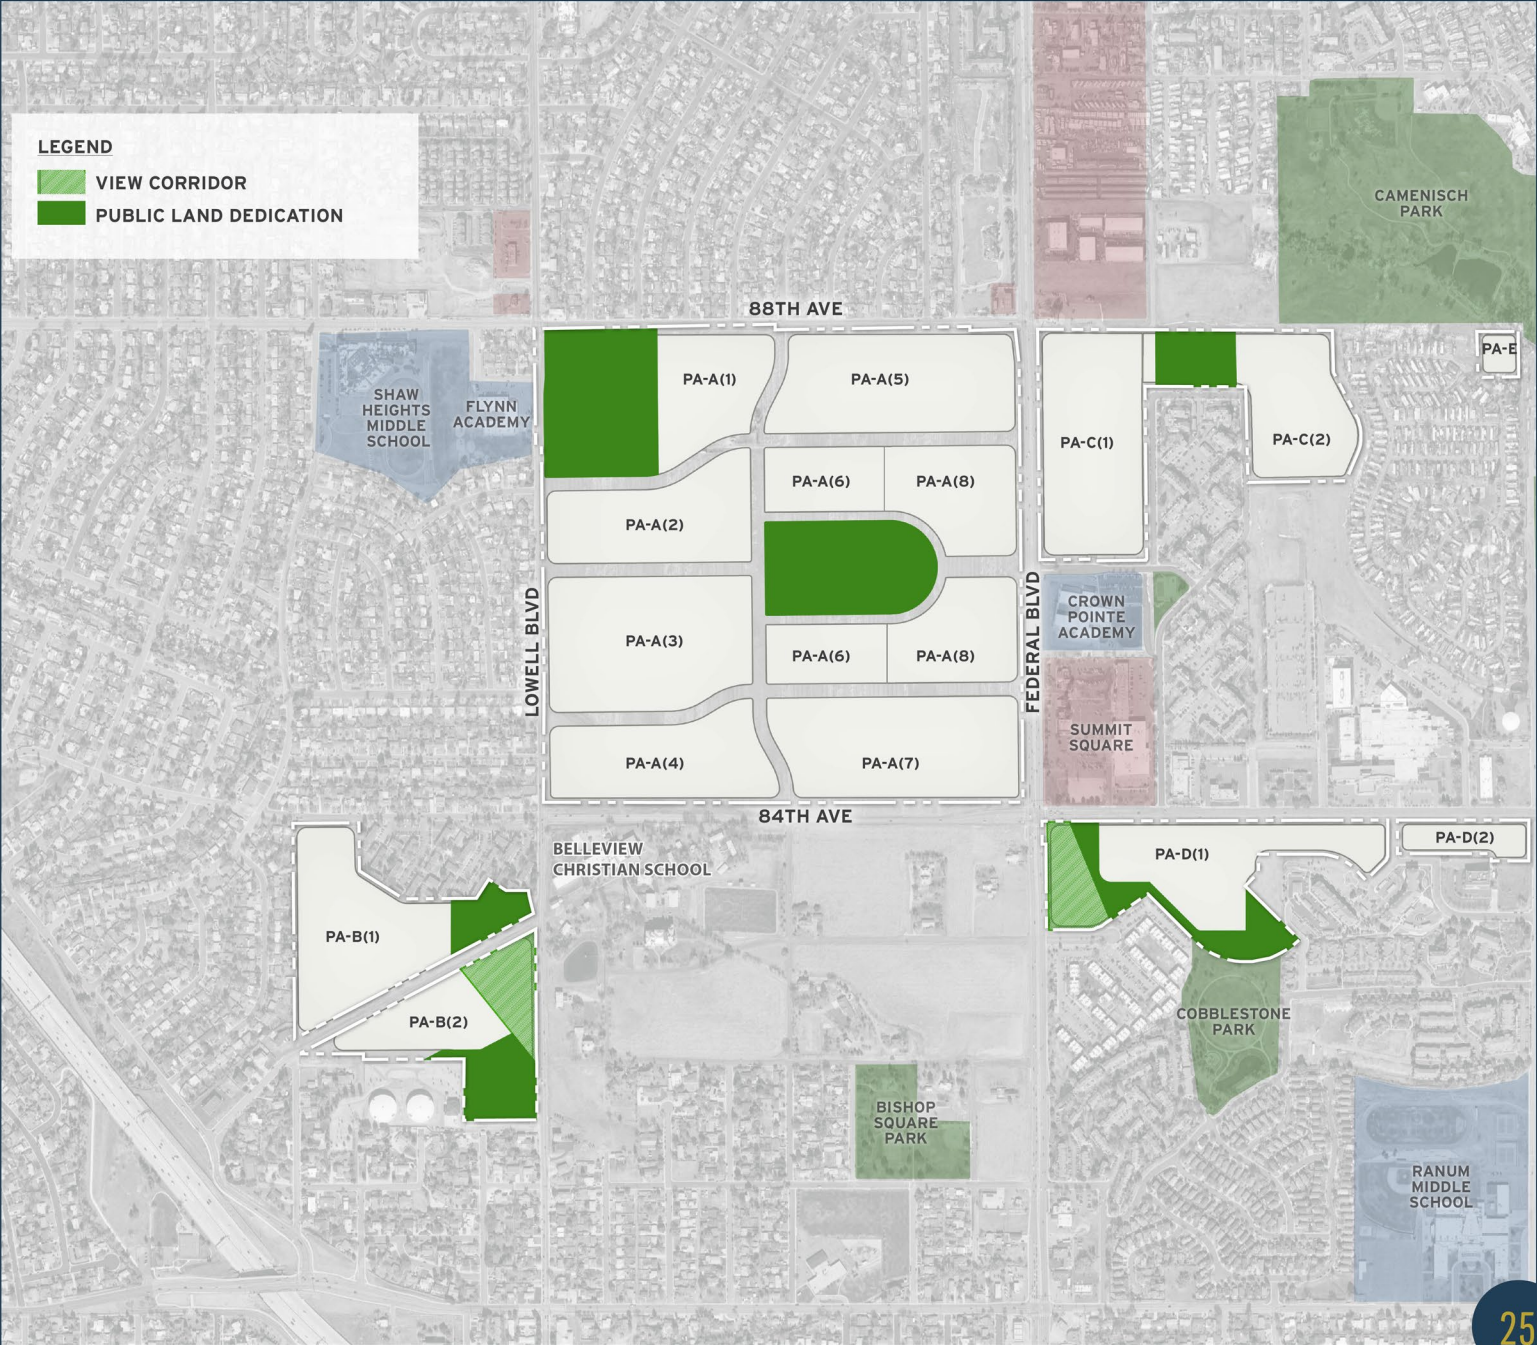 LEGEND
VIEW CORRIDOR
PUBLIC LAND DEDICATION
CAMENISCH
PARK
88TH AVE
PA-E
PA-A(1)
PA-A(5)
SHAW
HEIGHTS
MIDDLE
SCHOOL
FLYNN
ACADEMY
PA-C(1)
PA-C(2)
PA-A(6)
PA-A(8)
PA-A(2)
LOWELL BLVD
FEDERAL BLVD
CROWN
POINTE
ACADEMY
PA-A(3)
PA-A(6)
PA-A(8)
SUMMIT
SQUARE
PA-A(4)
PA-A(7)
84TH AVE
BELLEVIEW
CHRISTIAN SCHOOL
PA-D(1)
PA-D(2)
PA-B(1)
PA-B(2)
COBBLESTONE
PARK
BISHOP
SQUARE
PARK
RANUM
MIDDLE
SCHOOL
25